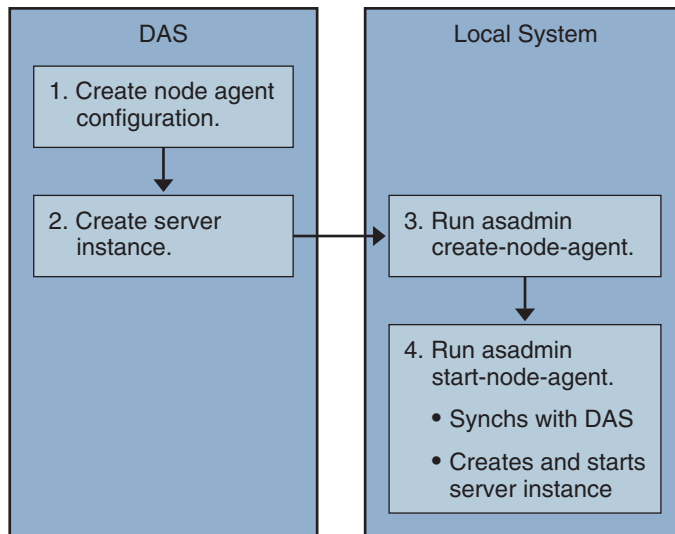 DAS
1. Create node agent
configuration.
2. Create server
instance.
Local System
3. Run asadmin
create-node-agent.
4. Run asadmin
start-node-agent.
• Synchs with DAS
• Creates and starts
server instance